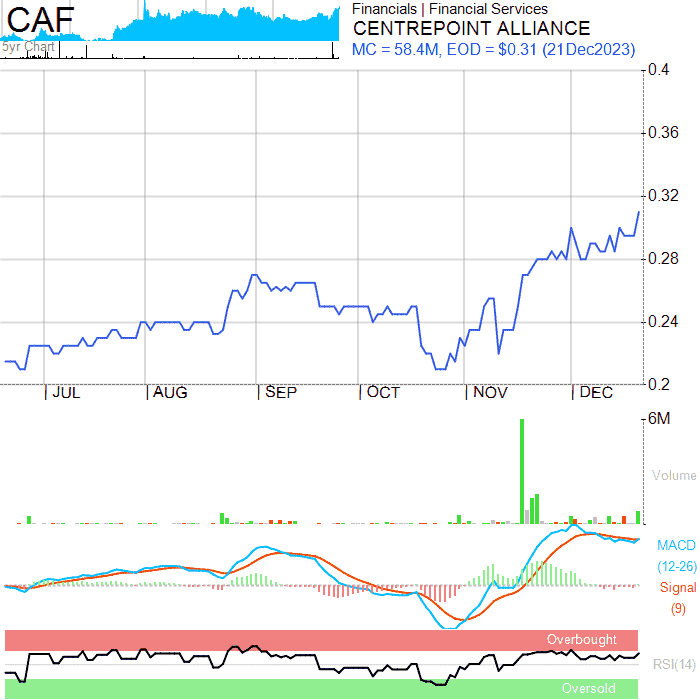 CAF
Financials | Financial Services
CENTREPOINT ALLIANCE
MC = 58.4M, EOD = $0.31 (21Dec2023)
5yr Chart
0.4
0.36
0.32
0.28
0.24
0.2
JUL AUG SEP OCT NOV DEC
6M
Volume
MACD
(12-26)
Signal
(9)
Overbought
RSI(14)
Oversold